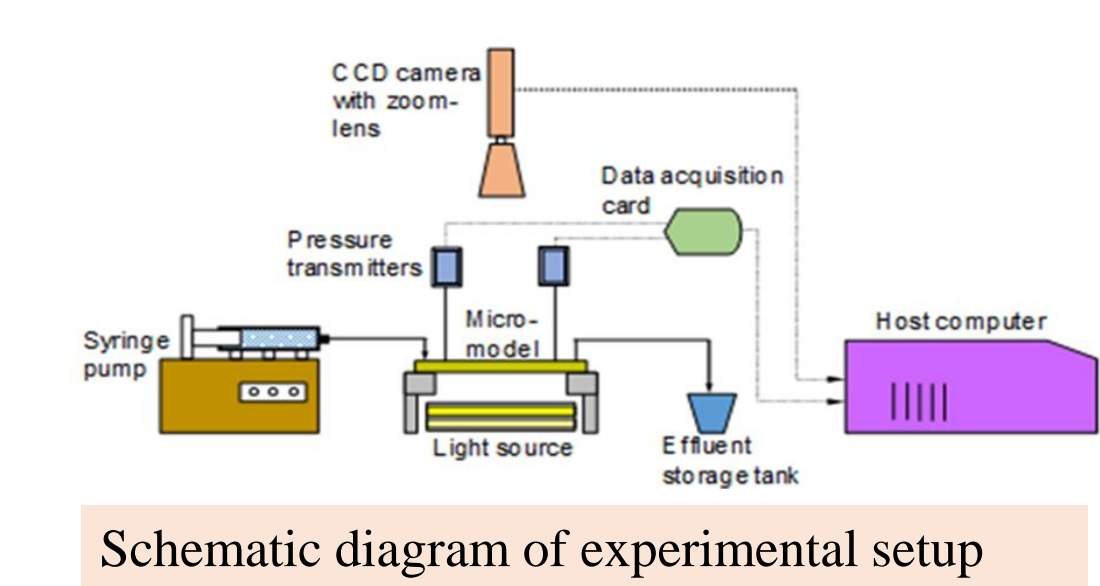 CCD camera
with zoom-
lens
Data acquisition
card
Pressure
transmitters
Micro-
model
Syringe
pump
Host computer
Light source
Effluent
storage tank
Schematic diagram of experimental setup